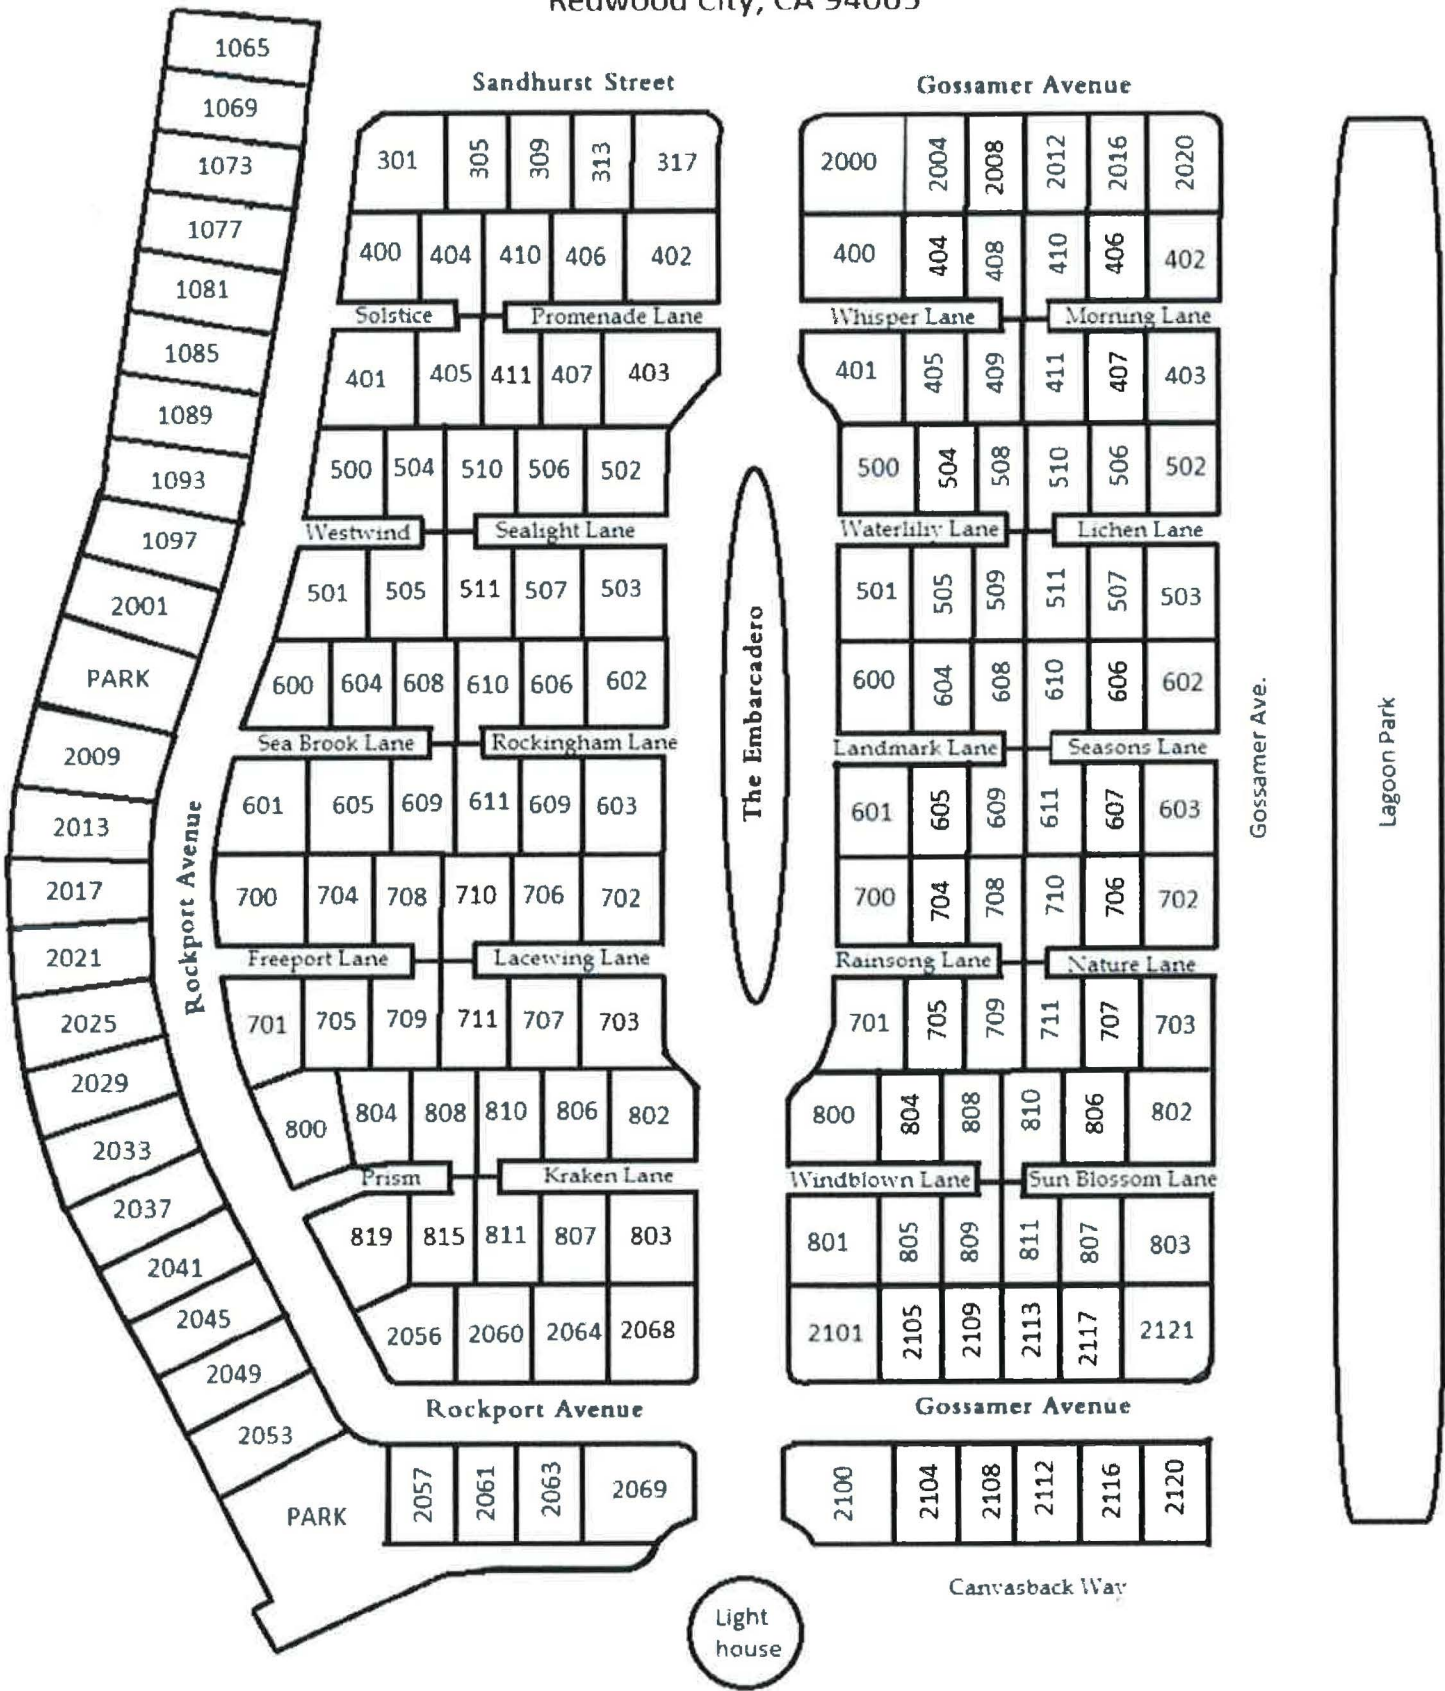 Redwood City, CA 94065
Sandhurst Street
Gossamer Avenue
1065
1069
1073
1077
1081
1085
1089
1093
1097
2001
PARK
2009
2013
2017
2021
2025
2029
2033
2037
2041
2045
2049
2053
PARK
Rockport Avenue
301 305 309 313 317
400 404 410 406 402
Solstice Promenade Lane
401 405 411 407 403
500 504 510 506 502
Westwind Sealight Lane
501 505 511 507 503
600 604 608 610 606 602
Sea Brook Lane Rockingham Lane
601 605 609 611 609 603
700 704 708 710 706 702
Freeport Lane Lacewing Lane
701 705 709 711 707 703
800 804 808 810 806 802
Prism Kraken Lane
819 815 811 807 803
2056 2060 2064 2068
Rockport Avenue
2057 2061 2063 2069
The Embarcadero
2000 2004 2008 2012 2016 2020
400 404 408 410 406 402
Whisper Lane Morning Lane
401 405 409 411 407 403
500 504 508 510 506 502
Waterlily Lane Lichen Lane
501 505 509 511 507 503
600 604 608 610 606 602
Landmark Lane Seasons Lane
601 605 609 611 607 603
700 704 708 710 706 702
Rainsong Lane Nature Lane
701 705 709 711 707 703
800 804 808 810 806 802
Windblown Lane Sun Blossom Lane
801 805 809 811 807 803
2101 2105 2109 2113 2117 2121
Gossamer Avenue
2100 2104 2108 2112 2116 2120
Canvasback Way
Gossamer Ave.
Lagoon Park
Light
house